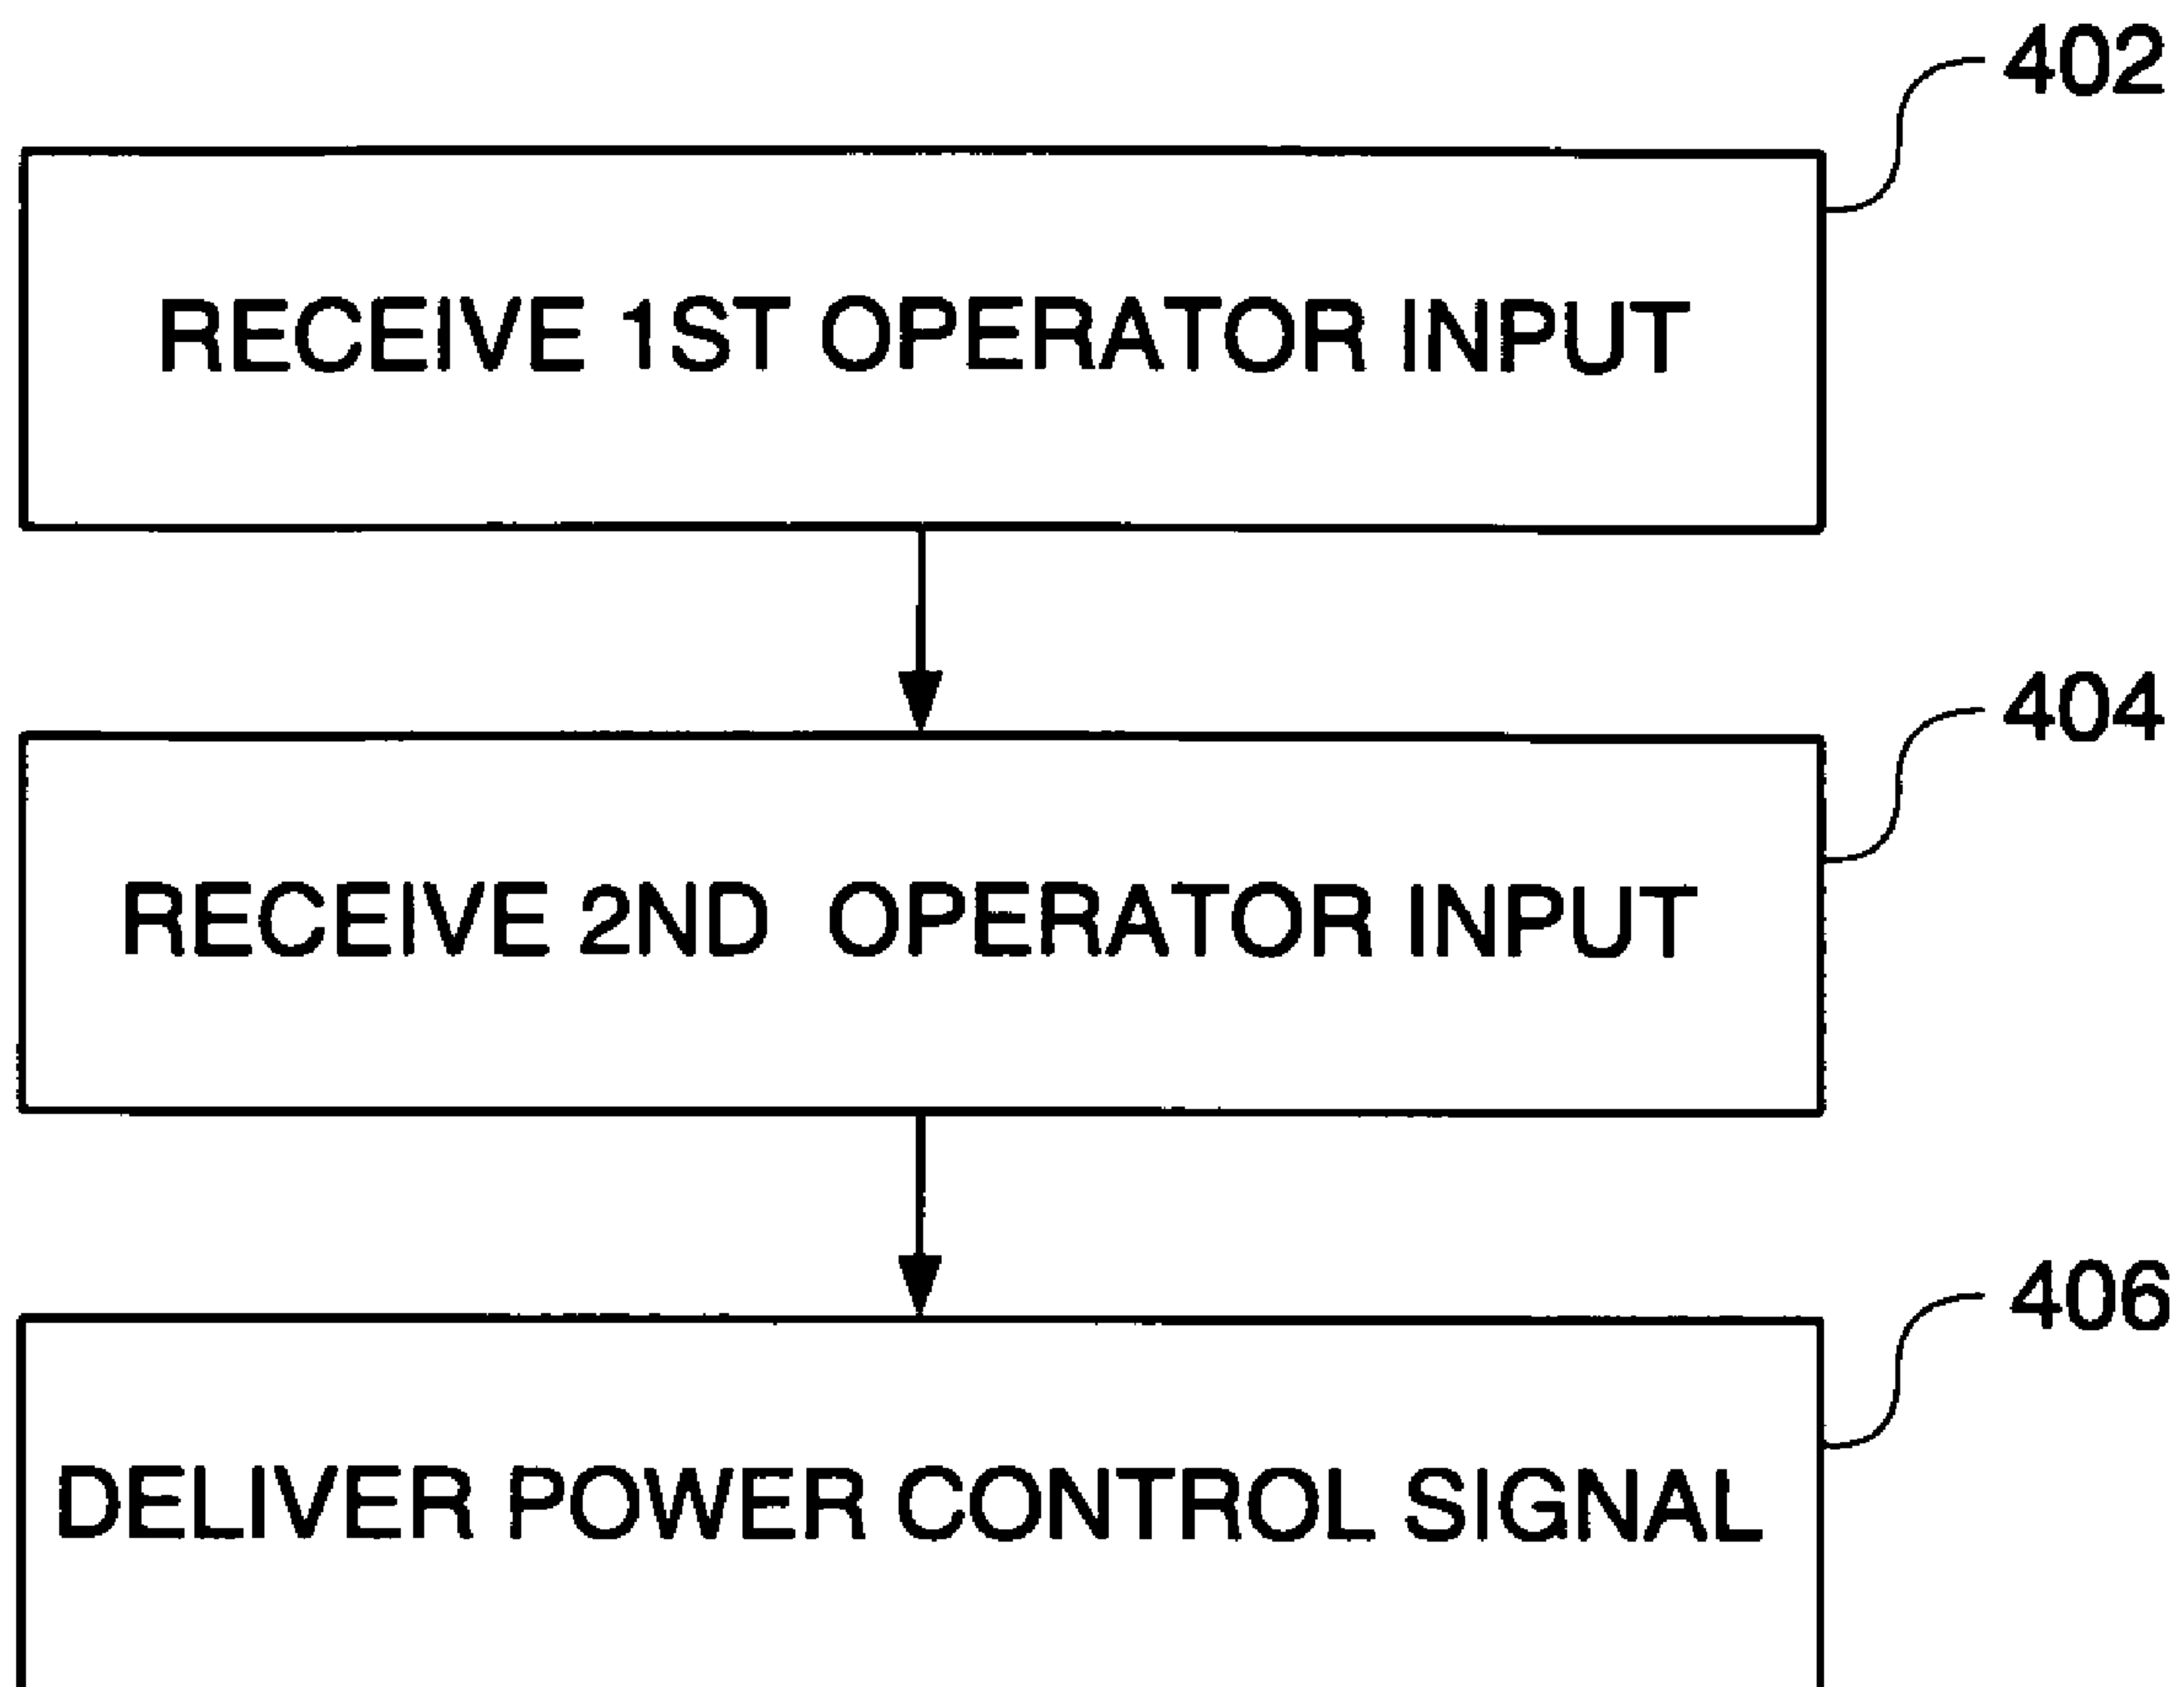 402
RECEIVE 1ST OPERATOR INPUT
404
RECEIVE 2ND OPERATOR INPUT
406
DELIVER POWER CONTROL SIGNAL